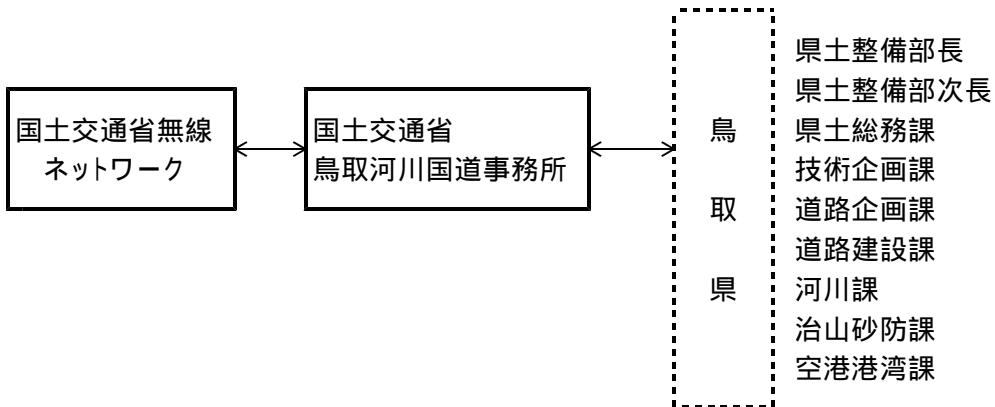 国土交通省無線
ネットワーク
国土交通省
鳥取河川国道事務所
鳥
取
県
県土整備部長
県土整備部次長
県土総務課
技術企画課
道路企画課
道路建設課
河川課
治山砂防課
空港港湾課